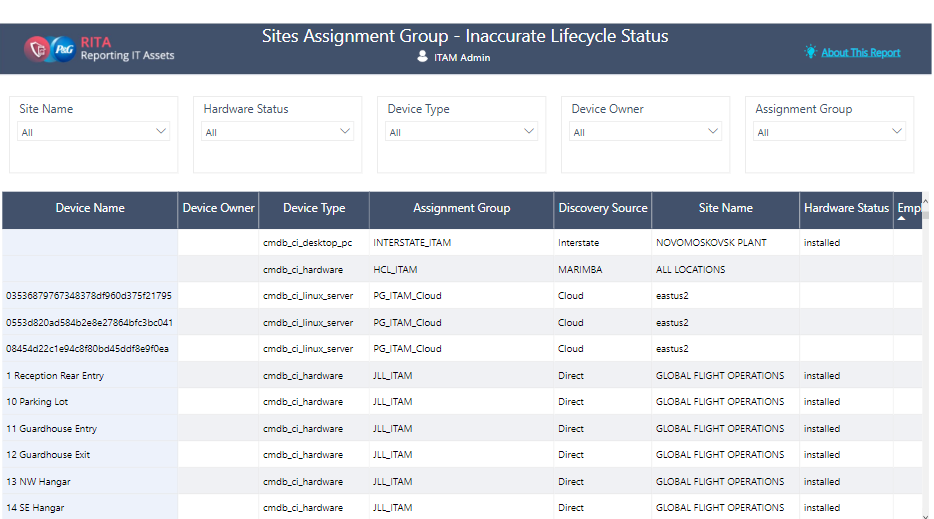 Sites Assignment Group - Inaccurate Lifecycle Status
P&G RITA
Reporting IT Assets
ITAM Admin
About This Report
Site Name Hardware Status Device Type Device Owner Assignment Group
All All All All All
Device Name Device Owner Device Type Assignment Group Discovery Source Site Name Hardware Status Empl
cmdb_ci_desktop_pc INTERSTATE_ITAM Interstate NOVOMOSKOVSK PLANT installed
cmdb_ci_hardware HCL_ITAM MARIMBA ALL LOCATIONS
03536879767348378df960d375f21795 cmdb_ci_linux_server PG_ITAM_Cloud Cloud eastus2
0553d820ad584b2e8e27864bfc3bc041 cmdb_ci_linux_server PG_ITAM_Cloud Cloud eastus2
08454d22c1e94c8f80bd45ddf8e9f0ea cmdb_ci_linux_server PG_ITAM_Cloud Cloud eastus2
1 Reception Rear Entry cmdb_ci_hardware JLL_ITAM Direct GLOBAL FLIGHT OPERATIONS installed
10 Parking Lot cmdb_ci_hardware JLL_ITAM Direct GLOBAL FLIGHT OPERATIONS installed
11 Guardhouse Entry cmdb_ci_hardware JLL_ITAM Direct GLOBAL FLIGHT OPERATIONS installed
12 Guardhouse Exit cmdb_ci_hardware JLL_ITAM Direct GLOBAL FLIGHT OPERATIONS installed
13 NW Hangar cmdb_ci_hardware JLL_ITAM Direct GLOBAL FLIGHT OPERATIONS installed
14 SE Hangar cmdb_ci_hardware JLL_ITAM Direct GLOBAL FLIGHT OPERATIONS installed